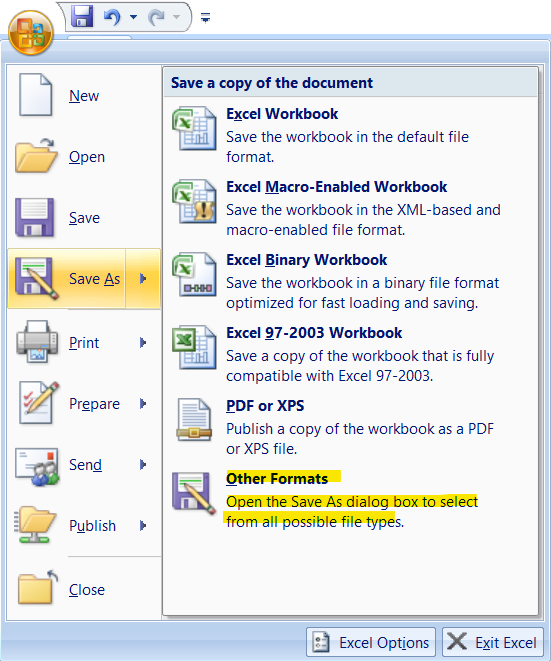 New
Open
Save
Save As
Print
Prepare
Send
Publish
Close
Save a copy of the document
Excel Workbook
Save the workbook in the default file
format.
Excel Macro-Enabled Workbook
Save the workbook in the XML-based and
macro-enabled file format.
Excel Binary Workbook
Save the workbook in a binary file format
optimized for fast loading and saving.
Excel 97-2003 Workbook
Save a copy of the workbook that is fully
compatible with Excel 97-2003.
PDF or XPS
Publish a copy of the workbook as a PDF
or XPS file.
Other Formats
Open the Save As dialog box to select
from all possible file types.
Excel Options
Exit Excel